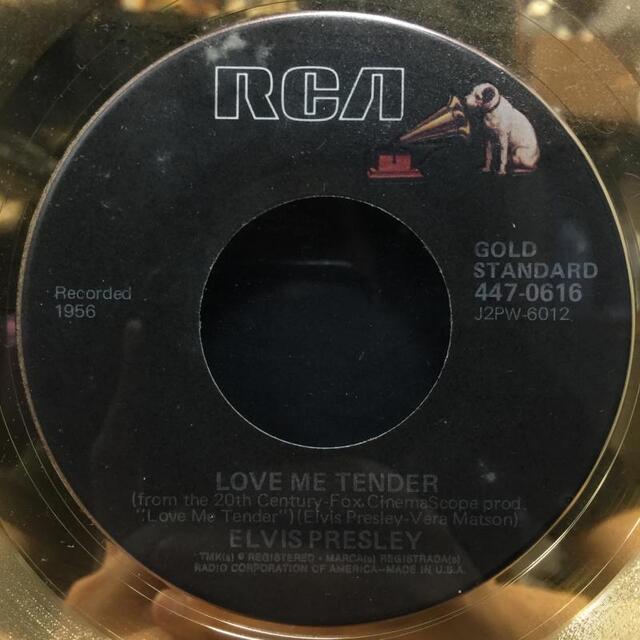 RCA
GOLD
STANDARD
447-0616
J2PW-6012
Recorded
1956
LOVE ME TENDER
(from the 20th Century-Fox CinemaScope prod.
"Love Me Tender") (Elvis Presley-Vera Matson)
ELVIS PRESLEY
TMK(s) ® REGISTERED • MARCA(s) REGISTRADA(s)
RADIO CORPORATION OF AMERICA—MADE IN U.S.A.